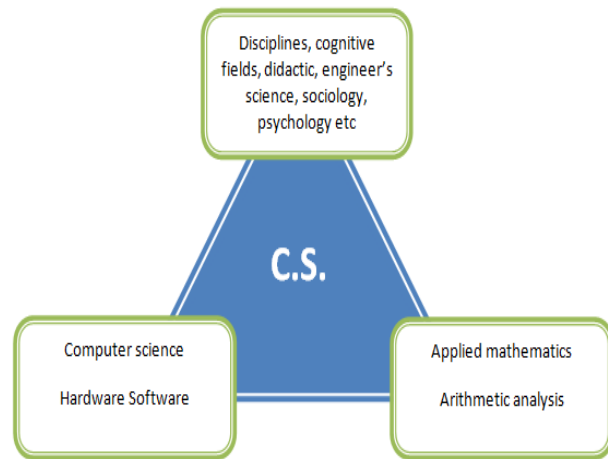 Disciplines, cognitive
fields, didactic, engineer's
science, sociology,
psychology etc
C.S.
Computer science
Hardware Software
Applied mathematics
Arithmetic analysis